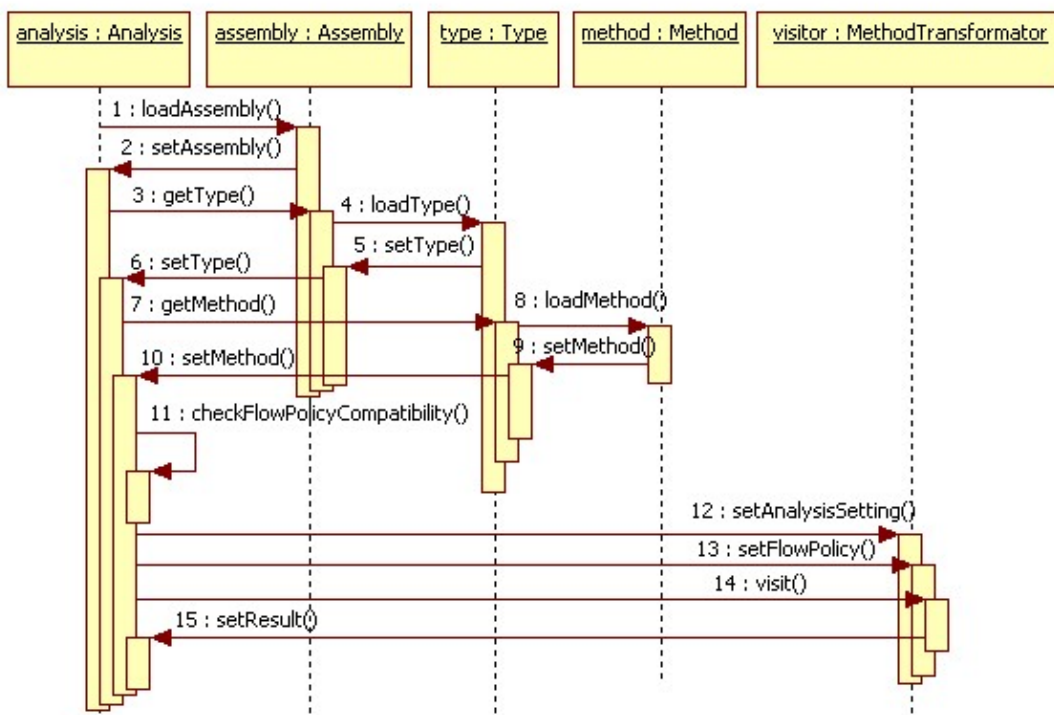 analysis : Analysis
assembly : Assembly
type : Type
method : Method
visitor : MethodTransformator
1 : loadAssembly()
2 : setAssembly()
3 : getType()
4 : loadType()
5 : setType()
6 : setType()
7 : getMethod()
8 : loadMethod()
9 : setMethod()
10 : setMethod()
11 : checkFlowPolicyCompatibility()
12 : setAnalysisSetting()
13 : setFlowPolicy()
14 : visit()
15 : setResult()